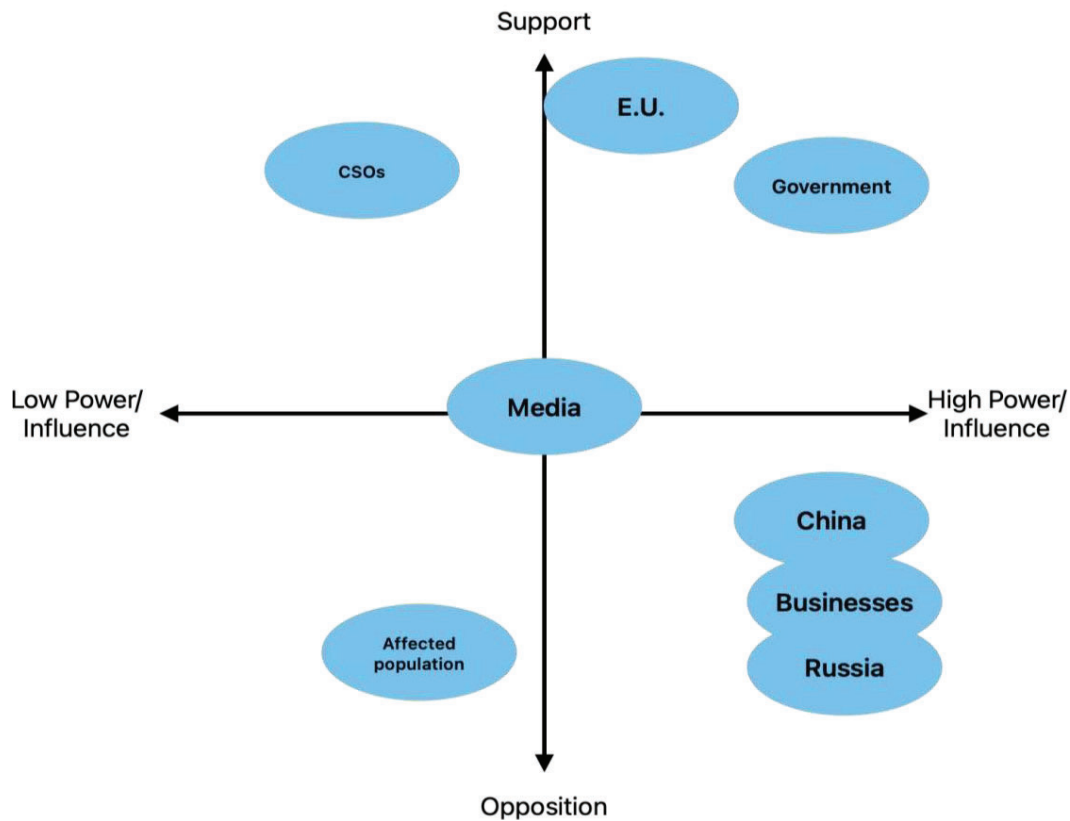 Support
E.U.
CSOs
Government
Low Power/
Influence
Media
High Power/
Influence
China
Businesses
Affected
population
Russia
Opposition